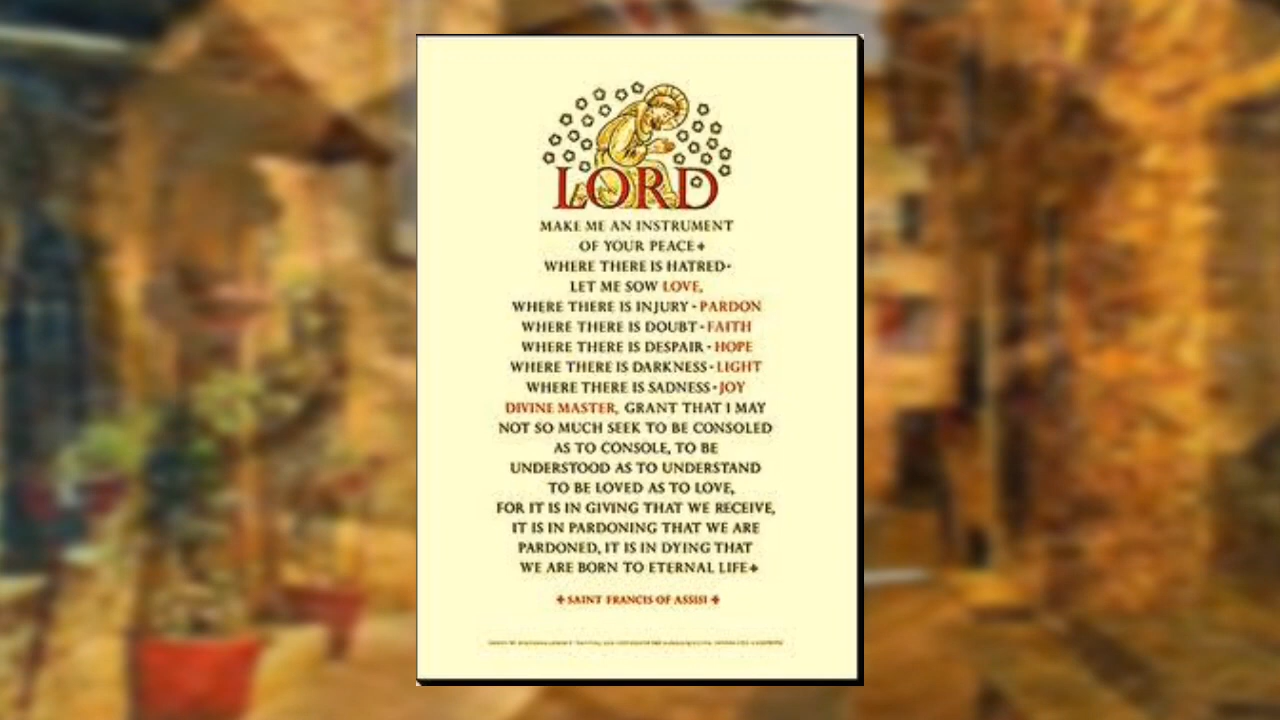 LORD
MAKE ME AN INSTRUMENT
OF YOUR PEACE+
WHERE THERE IS HATRED·
LET ME SOW LOVE,
WHERE THERE IS INJURY · PARDON
WHERE THERE IS DOUBT · FAITH
WHERE THERE IS DESPAIR · HOPE
WHERE THERE IS DARKNESS · LIGHT
WHERE THERE IS SADNESS · JOY
DIVINE MASTER, GRANT THAT I MAY
NOT SO MUCH SEEK TO BE CONSOLED
AS TO CONSOLE, TO BE
UNDERSTOOD AS TO UNDERSTAND
TO BE LOVED AS TO LOVE,
FOR IT IS IN GIVING THAT WE RECEIVE,
IT IS IN PARDONING THAT WE ARE
PARDONED, IT IS IN DYING THAT
WE ARE BORN TO ETERNAL LIFE+
+ SAINT FRANCIS OF ASSISI +